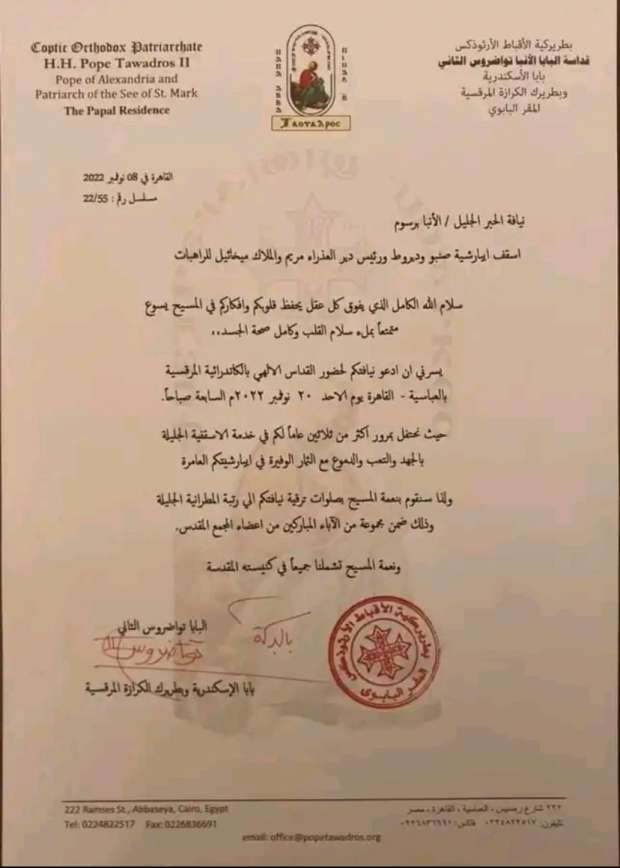 Coptic Orthodox Patriarchate
H.H. Pope Tawadros II
Pope of Alexandria and
Patriarch of the See of St. Mark
The Papal Residence
بطريركية الأقباط الأرثوذكس
قداسة البابا الأنبا تواضروس الثاني
بابا الأسكندرية
وبطريرك الكرازة المرقسية
المقر البابوي
القاهرة في 08 نوفمبر 2022
مسلسل رقم : 22/55
نيافة الحبر الجليل / الأنبا برسوم
اسقف ايبارشية صنبو وديروط ورئيس دير العذراء مريم والملاك ميخائيل للراهبات
سلام الله الكامل الذي يفوق كل عقل يحفظ قلوبكم وافكاركم في المسيح يسوع
متمتعاً بملء سلام القلب وكامل صحة الجسد،،
يسرني ان ادعو نيافتكم لحضور القداس الالهي بالكاتدرائية المرقسية
بالعباسية - القاهرة يوم الاحد ٢٠ نوفمبر ٢٠٢٢م السابعة صباحاً.
حيث نحتفل بمرور أكثر من ثلاثين عاماً لكم في خدمة الاسقفية الجليلة
بالجهد والتعب والدموع مع الثمار الوفيرة في ايبارشيتكم العامرة
ولذا سنقوم بنعمة المسيح بصلوات ترقية نيافتكم الي رتبة المطرانية الجليلة
وذلك ضمن مجموعة من الآباء المباركين من اعضاء المجمع المقدس.
ونعمة المسيح تشملنا جميعاً في كنيسته المقدسة
البابا تواضروس الثاني
بالبركة
تواضروس
بابا الإسكندرية وبطريرك الكرازة المرقسية
بطريركية الأقباط الأرثوذكس
المقر البابوي
222 Ramses St., Abbaseya, Cairo, Egypt
Tel: 0224822517 Fax: 0226836691
٢٢٢ شارع رمسيس ، العباسية ، القاهرة ، مصر
تليفون: ٠٢٢٤٨٢٢٥١٧ فاكس: ٠٢٢٦٨٣٦٦٩١
email: office@popetawadros.org